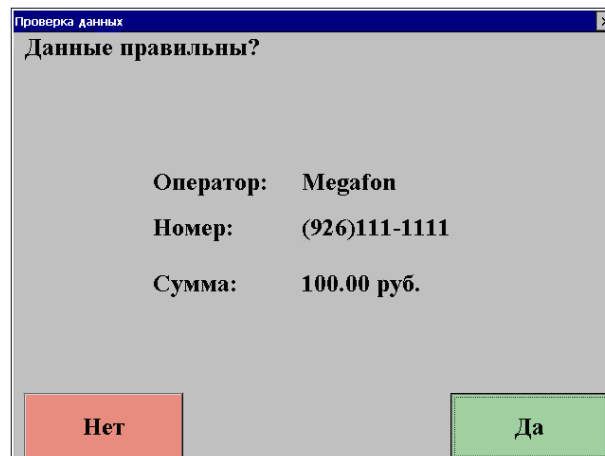 Проверка данных
Данные правильны?
Оператор: Megafon
Номер: (926)111-1111
Сумма: 100.00 руб.
Нет Да